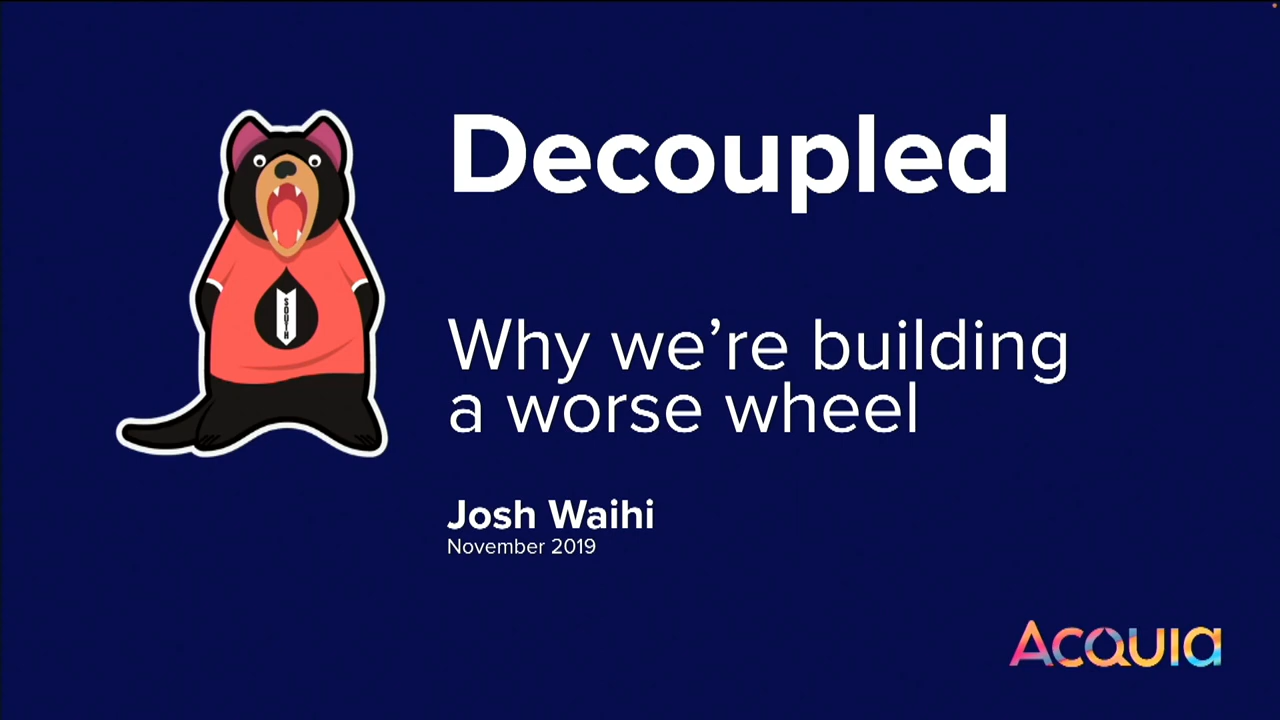 Decoupled
Why we’re building
a worse wheel
Josh Waihi
November 2019
SOUTH
ACQUIA